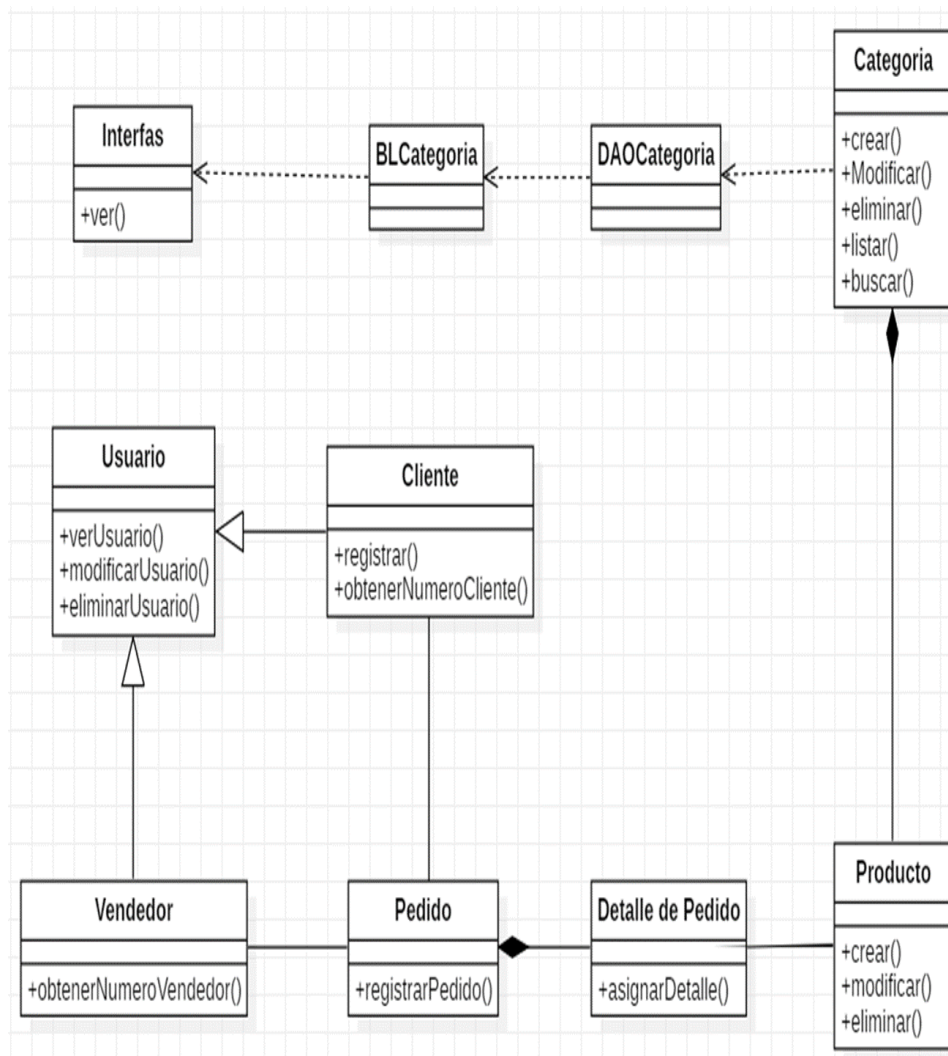 Categoria
+crear()
+Modificar()
+eliminar()
+listar()
+buscar()
Interfas
+ver()
BLCategoria
DAOCategoria
Usuario
+verUsuario()
+modificarUsuario()
+eliminarUsuario()
Cliente
+registrar()
+obtenerNumeroCliente()
Vendedor
+obtenerNumeroVendedor()
Pedido
+registrarPedido()
Detalle de Pedido
+asignarDetalle()
Producto
+crear()
+modificar()
+eliminar()